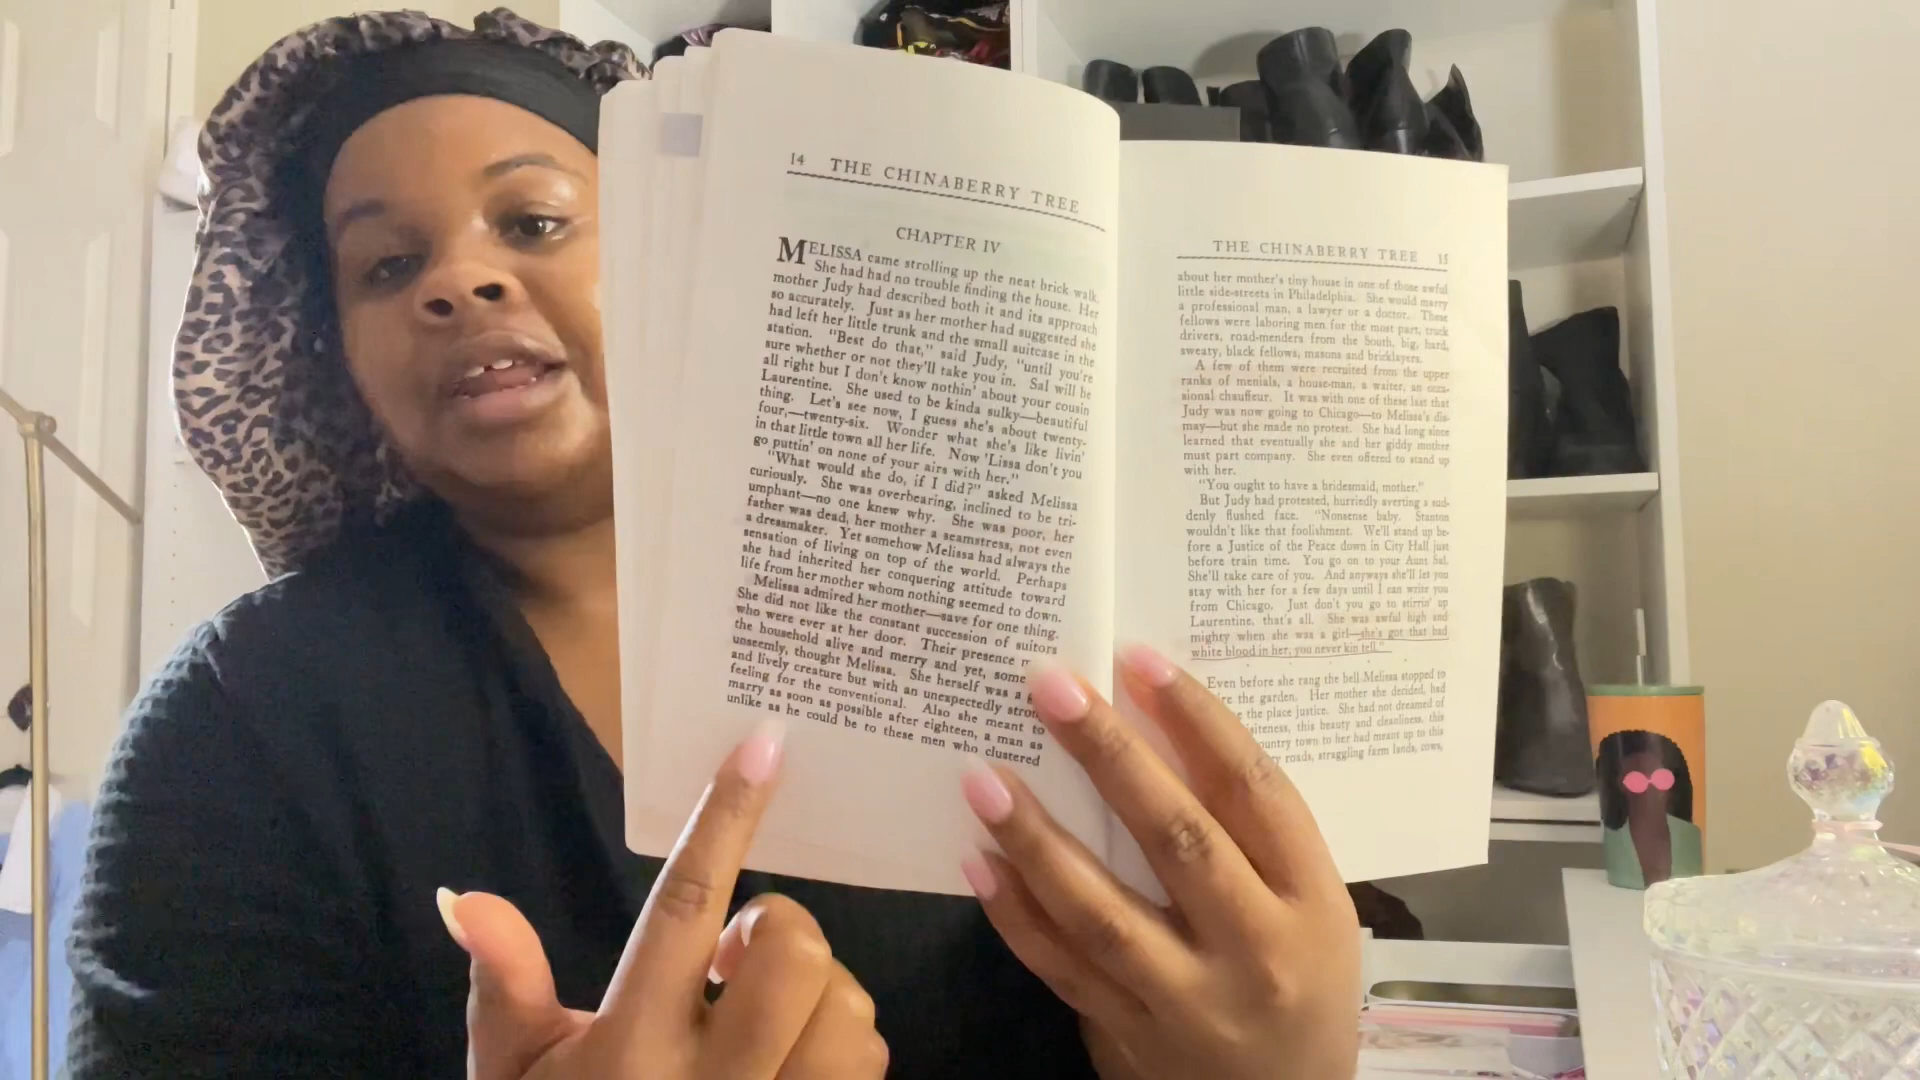 14 THE CHINABERRY TREE
CHAPTER IV
MELISSA came strolling up the neat brick walk.
She had had no trouble finding the house. Her
mother Judy had described both it and its approach
so accurately. Just as her mother had suggested she
had left her little trunk and the small suitcase in the
station. "Best do that," said Judy, "until you're
sure whether or not they'll take you in. Sal will be
all right but I don't know nothin' about your cousin
Laurentine. She used to be kinda sulky—beautiful
thing. Let's see now, I guess she's about twenty-
four,—twenty-six. Wonder what she's like livin'
in that little town all her life. Now 'Lissa don't you
go puttin' on none of your airs with her."
"What would she do, if I did?" asked Melissa
curiously. She was overbearing, inclined to be tri-
umphant—no one knew why. She was poor, her
father was dead, her mother a seamstress, not even
a dressmaker. Yet somehow Melissa had always the
sensation of living on top of the world. Perhaps
she had inherited her conquering attitude toward
life from her mother whom nothing seemed to down.
Melissa admired her mother—save for one thing.
She did not like the constant succession of suitors
who were ever at her door. Their presence
the household alive and merry and yet, some
unseemly, thought Melissa. She herself was a
and lively creature but with an unexpectedly strong
feeling for the conventional. Also she meant to
marry as soon as possible after eighteen, a man as
unlike as he could be to these men who clustered
THE CHINABERRY TREE 15
about her mother's tiny house in one of those awful
little side-streets in Philadelphia. She would marry
a professional man, a lawyer or a doctor. These
fellows were laboring men for the most part, truck
drivers, road-menders from the South, big, hard,
sweaty, black fellows, masons and bricklayers.
A few of them were recruited from the upper
ranks of menials, a house-man, a waiter, an occa-
sional chauffeur. It was with one of these last that
Judy was now going to Chicago—to Melissa's dis-
may—but she made no protest. She had long since
learned that eventually she and her giddy mother
must part company. She even offered to stand up
with her.
"You ought to have a bridesmaid, mother."
But Judy had protested, hurriedly averting a sud-
denly flushed face. "Nonsense baby. Stanton
wouldn't like that foolishment. We'll stand up be-
fore a Justice of the Peace down in City Hall just
before train time. You go on to your Aunt Sal.
She'll take care of you. And anyways she'll let you
stay with her for a few days until I can write you
from Chicago. Just don't you go to stirrin' up
Laurentine, that's all. She was awful high and
mighty when she was a girl—she's got that bad
white blood in her, you never kin tell."
Even before she rang the bell Melissa stopped to
the garden. Her mother she decided, had
the place justice. She had not dreamed of
this beauty and cleanliness, this
country town to her had meant up to this
roads, straggling farm lands, cows,